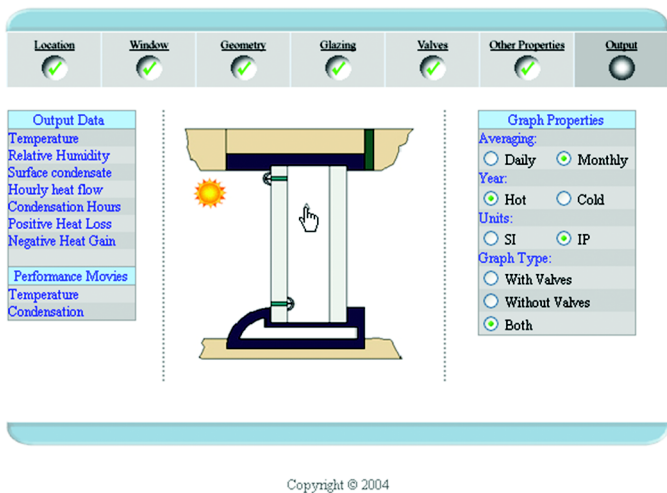 Location Window Geometry Glazing Valves Other Properties Output
Output Data
Temperature
Relative Humidity
Surface condensate
Hourly heat flow
Condensation Hours
Positive Heat Loss
Negative Heat Gain
Performance Movies
Temperature
Condensation
Graph Properties
Averaging:
Daily Monthly
Year:
Hot Cold
Units:
SI IP
Graph Type:
With Valves
Without Valves
Both
Copyright © 2004